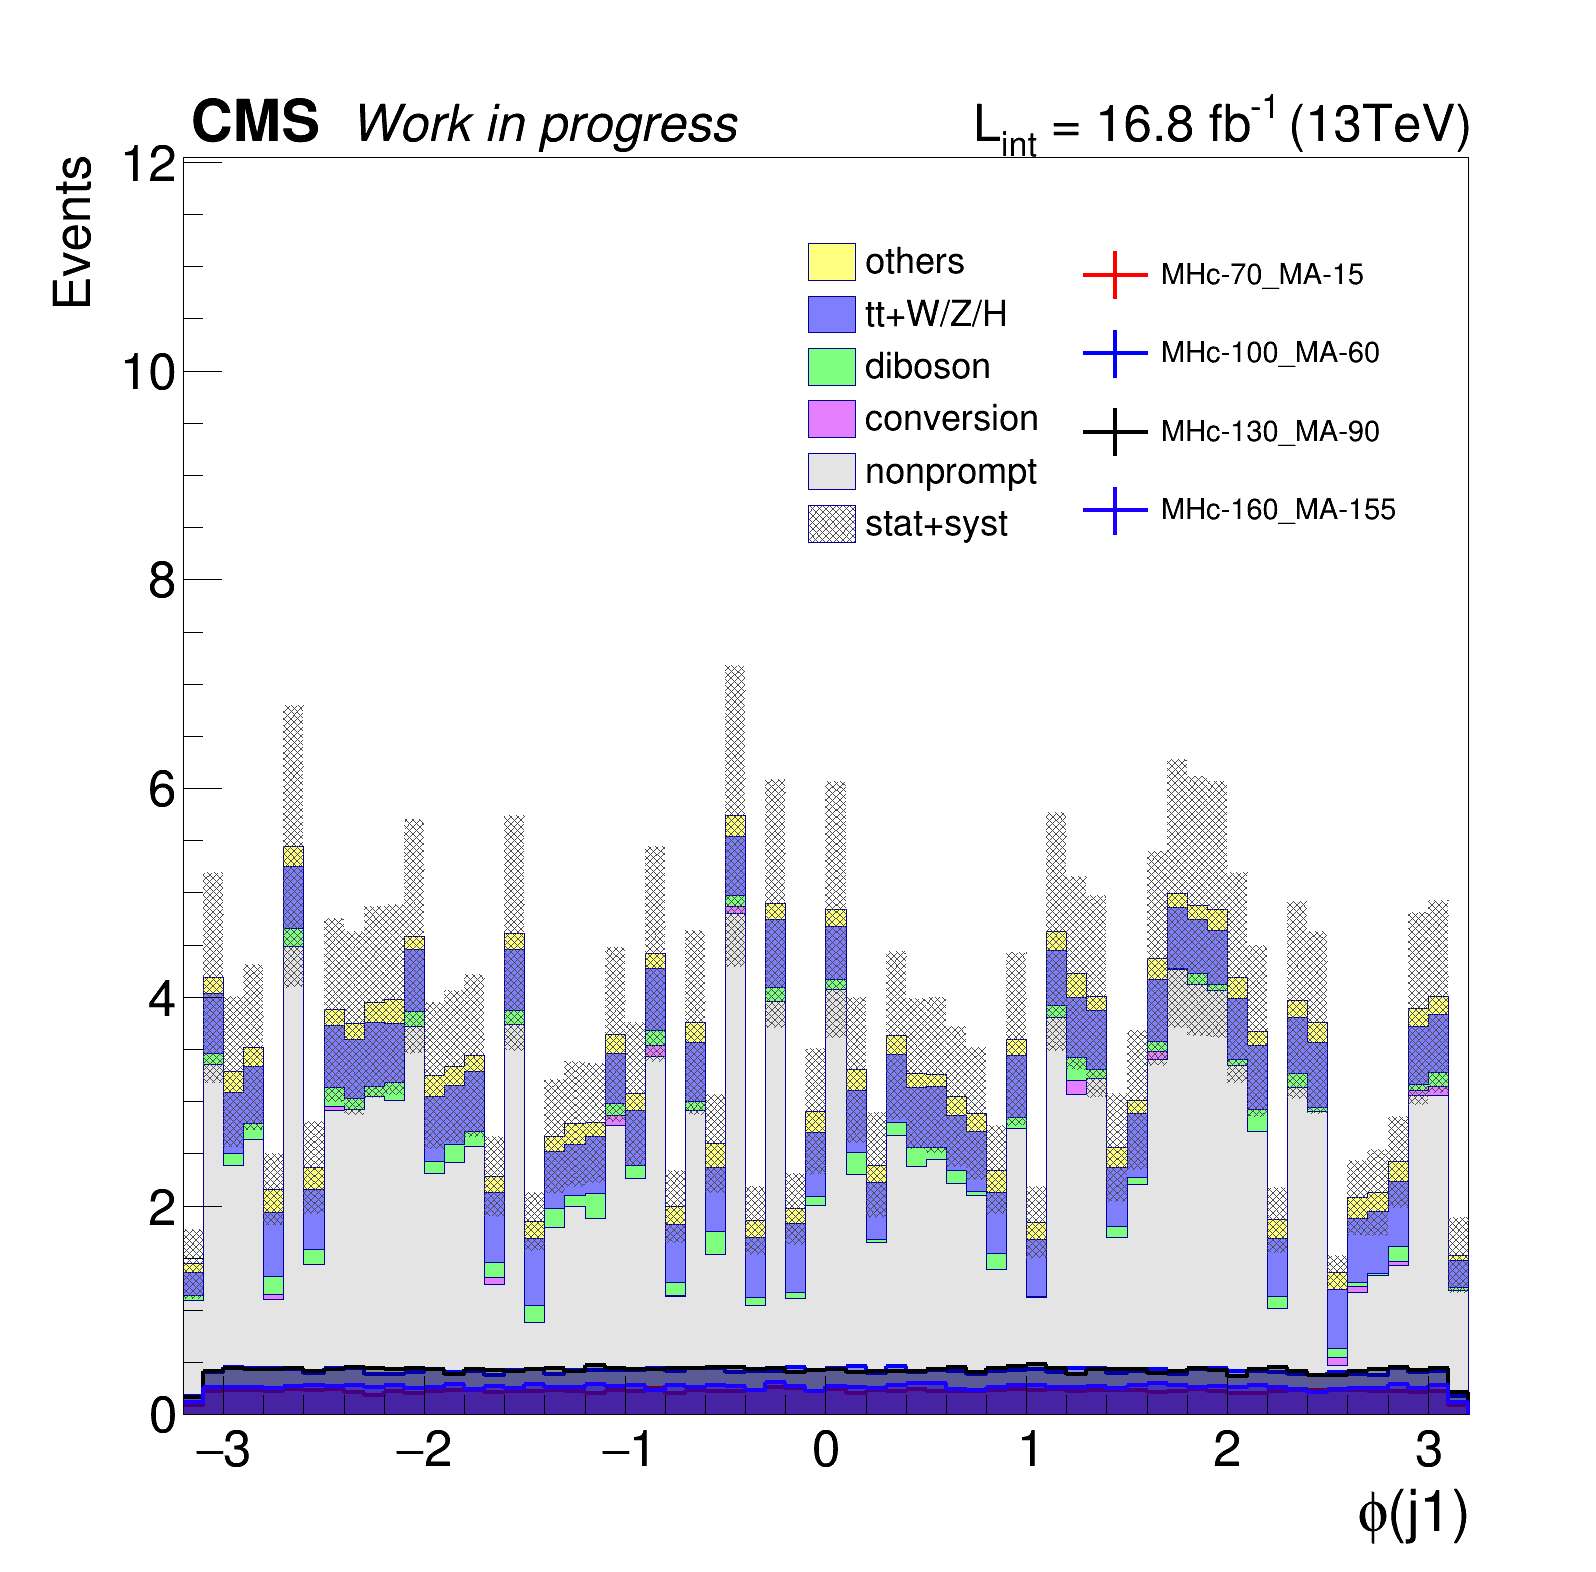 CMS Work in progress
L_int = 16.8 fb^-1 (13TeV)
Events
12
10
8
6
4
2
0
others
tt+W/Z/H
diboson
conversion
nonprompt
stat+syst
MHc-70_MA-15
MHc-100_MA-60
MHc-130_MA-90
MHc-160_MA-155
−3 −2 −1 0 1 2 3
ϕ(j1)